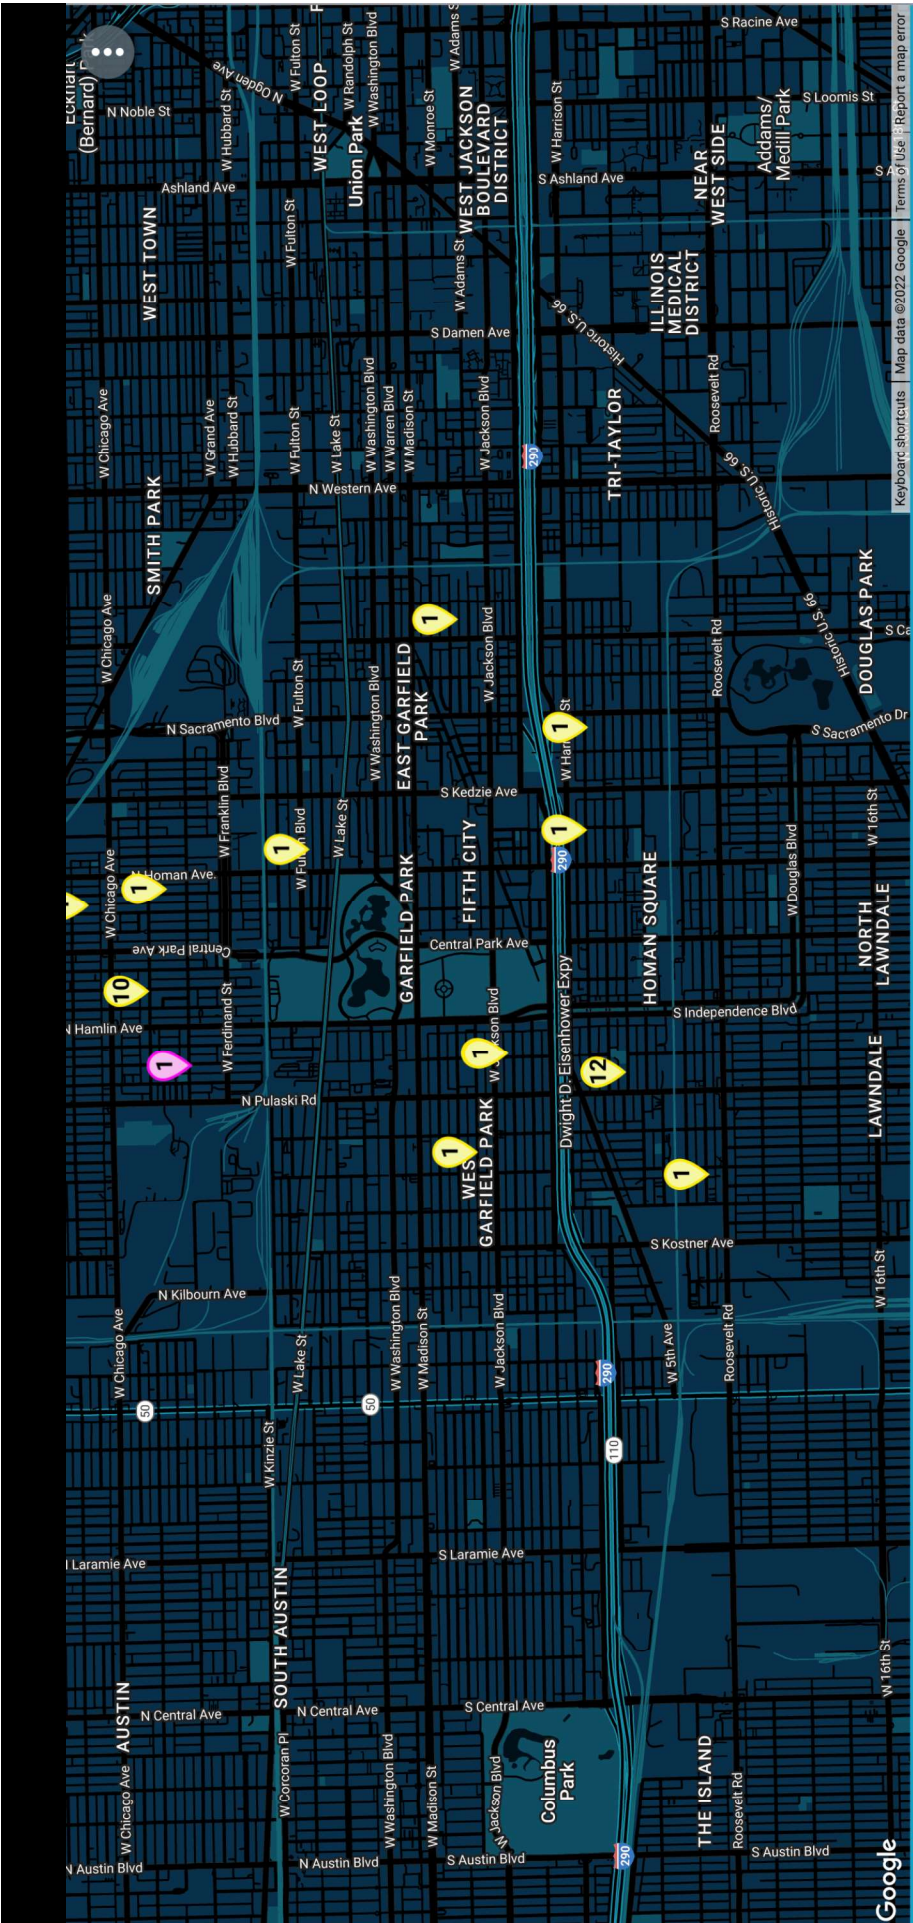 N Austin Blvd
AUSTIN
W Chicago Ave
N Central Ave
W Chicago Ave
50
N Kilbourn Ave
1
N Hamlin Ave
10
Central Park Ave
W Chicago Ave
1
N Homan Ave
W Chicago Ave
SMITH PARK
W Chicago Ave
WEST TOWN
Ashland Ave
N Noble St
(Bernard)
W Ferdinand St
W Franklin Blvd
N Sacramento Blvd
W Grand Ave
W Hubbard St
W Hubbard St
N Ogden Ave
W Corcoran Pl
SOUTH AUSTIN
W Kinzie St
W Lake St
N Pulaski Rd
1
W Fulton St
W Fulton St
W Fulton St
W Fulton St
N Austin Blvd
N Central Ave
W Lake St
W Lake St
N Western Ave
WEST LOOP
Union Park
W Randolph St
W Washington Blvd
W Washington Blvd
50
W Washington Blvd
W Washington Blvd
W Washington Blvd
W Warren Blvd
W Madison St
W Madison St
W Madison St
GARFIELD PARK
EAST GARFIELD
PARK
1
W Monroe St
S Austin Blvd
S Central Ave
S Laramie Ave
1
GARFIELD PARK
1
Central Park Ave
FIFTH CITY
S Kedzie Ave
S Damen Ave
W Adams St
WEST JACKSON
BOULEVARD
DISTRICT
W Jackson Blvd
W Jackson Blvd
W Jackson Blvd
W Jackson Blvd
Columbus
Park
290
110
290
Dwight D. Eisenhower Expy
12
290
1
1
290
W Harrison St
S Ashland Ave
Historic U.S. 66
TRI-TAYLOR
W 5th Ave
S Kostner Ave
1
HOMAN SQUARE
S Independence Blvd
ILLINOIS
MEDICAL
DISTRICT
NEAR
WEST SIDE
THE ISLAND
Roosevelt Rd
S Austin Blvd
Roosevelt Rd
Roosevelt Rd
Roosevelt Rd
Historic U.S. 66
Addams/
Medill Park
S Racine Ave
S Loomis St
W Douglas Blvd
S Sacramento Dr
Historic U.S. 66
W 16th St
W 16th St
LAWNDALE
NORTH
LAWNDALE
W 16th St
DOUGLAS PARK
Google
Keyboard shortcuts
Map data ©2022 Google
Terms of Use
Report a map error